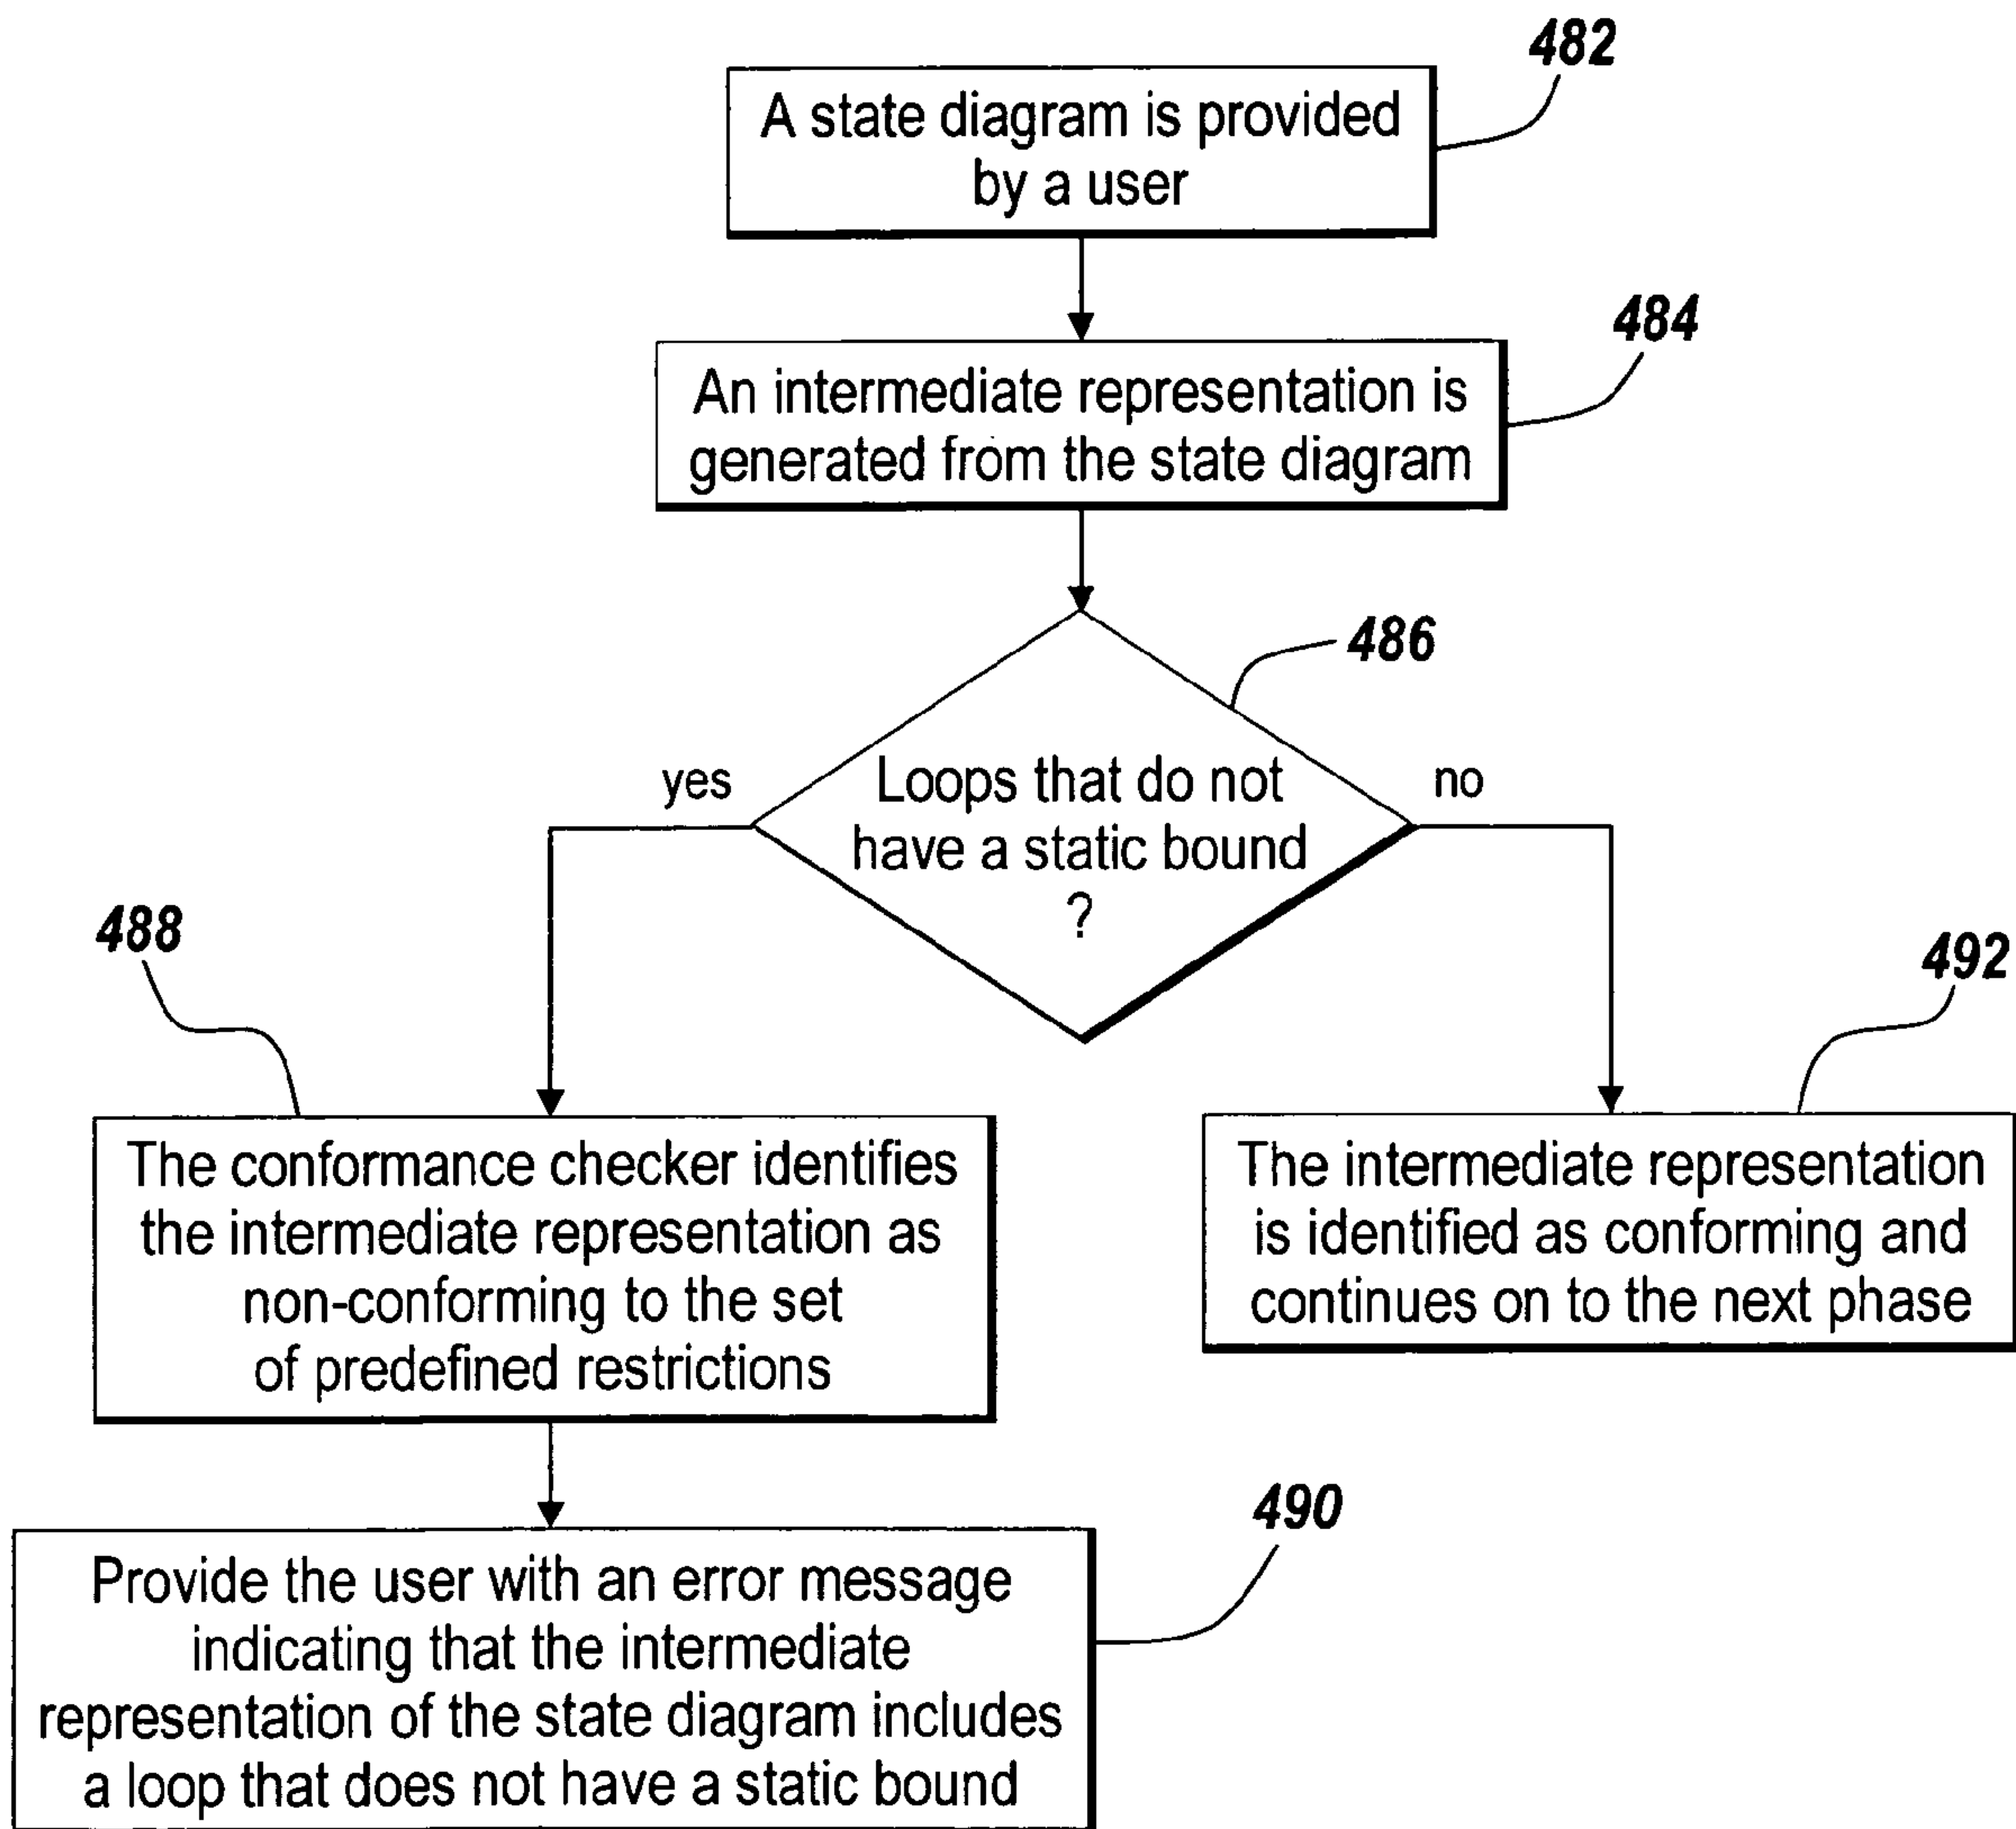 482
A state diagram is provided
by a user
484
An intermediate representation is
generated from the state diagram
486
yes
Loops that do not
have a static bound
?
no
488
492
The conformance checker identifies
the intermediate representation as
non-conforming to the set
of predefined restrictions
The intermediate representation
is identified as conforming and
continues on to the next phase
490
Provide the user with an error message
indicating that the intermediate
representation of the state diagram includes
a loop that does not have a static bound